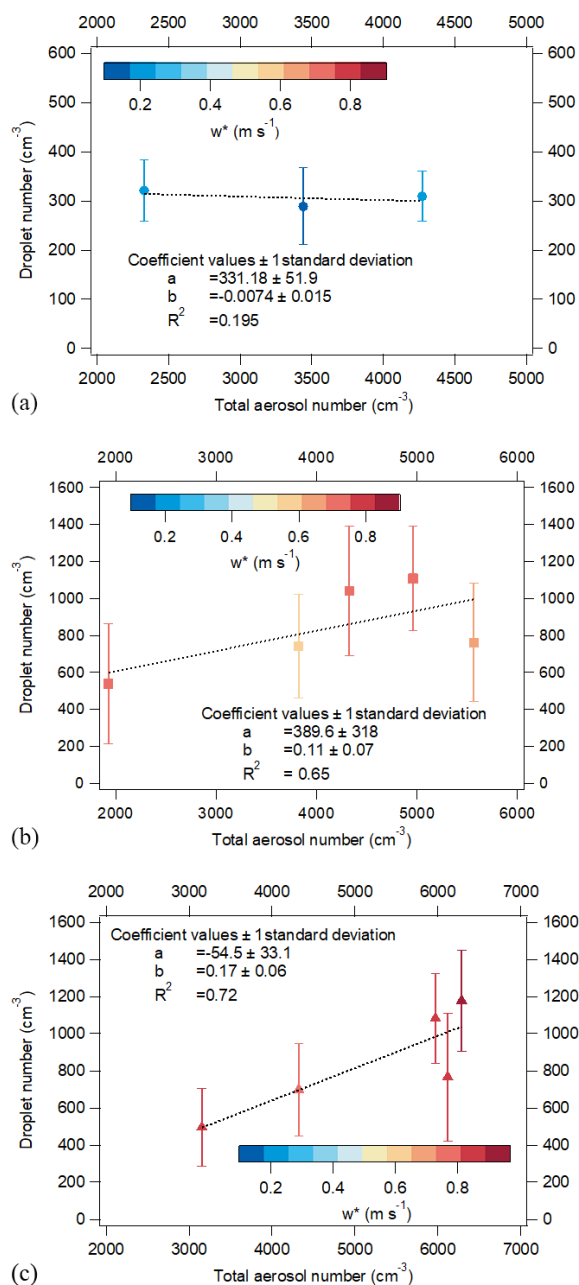 2000 2500 3000 3500 4000 4500 5000
600 600
500 500
400 400
300 300
200 200
100 100
0 0
0.2 0.4 0.6 0.8
w* (m s-1)
Droplet number (cm-3)
Coefficient values ± 1standard deviation
a =331.18 ± 51.9
b =-0.0074 ± 0.015
R2 =0.195
2000 2500 3000 3500 4000 4500 5000
Total aerosol number (cm-3)
(a)
2000 3000 4000 5000 6000
1600 1600
1400 1400
1200 1200
1000 1000
800 800
600 600
400 400
200 200
0 0
0.2 0.4 0.6 0.8
w* (m s-1)
Droplet number (cm-3)
Coefficient values ± 1standard deviation
a =389.6 ± 318
b =0.11 ± 0.07
R2 = 0.65
2000 3000 4000 5000 6000
Total aerosol number (cm-3)
(b)
2000 3000 4000 5000 6000 7000
1600 1600
1400 1400
1200 1200
1000 1000
800 800
600 600
400 400
200 200
0 0
Coefficient values ± 1standard deviation
a =-54.5 ± 33.1
b =0.17 ± 0.06
R2 =0.72
Droplet number (cm-3)
0.2 0.4 0.6 0.8
w* (m s-1)
2000 3000 4000 5000 6000 7000
Total aerosol number (cm-3)
(c)